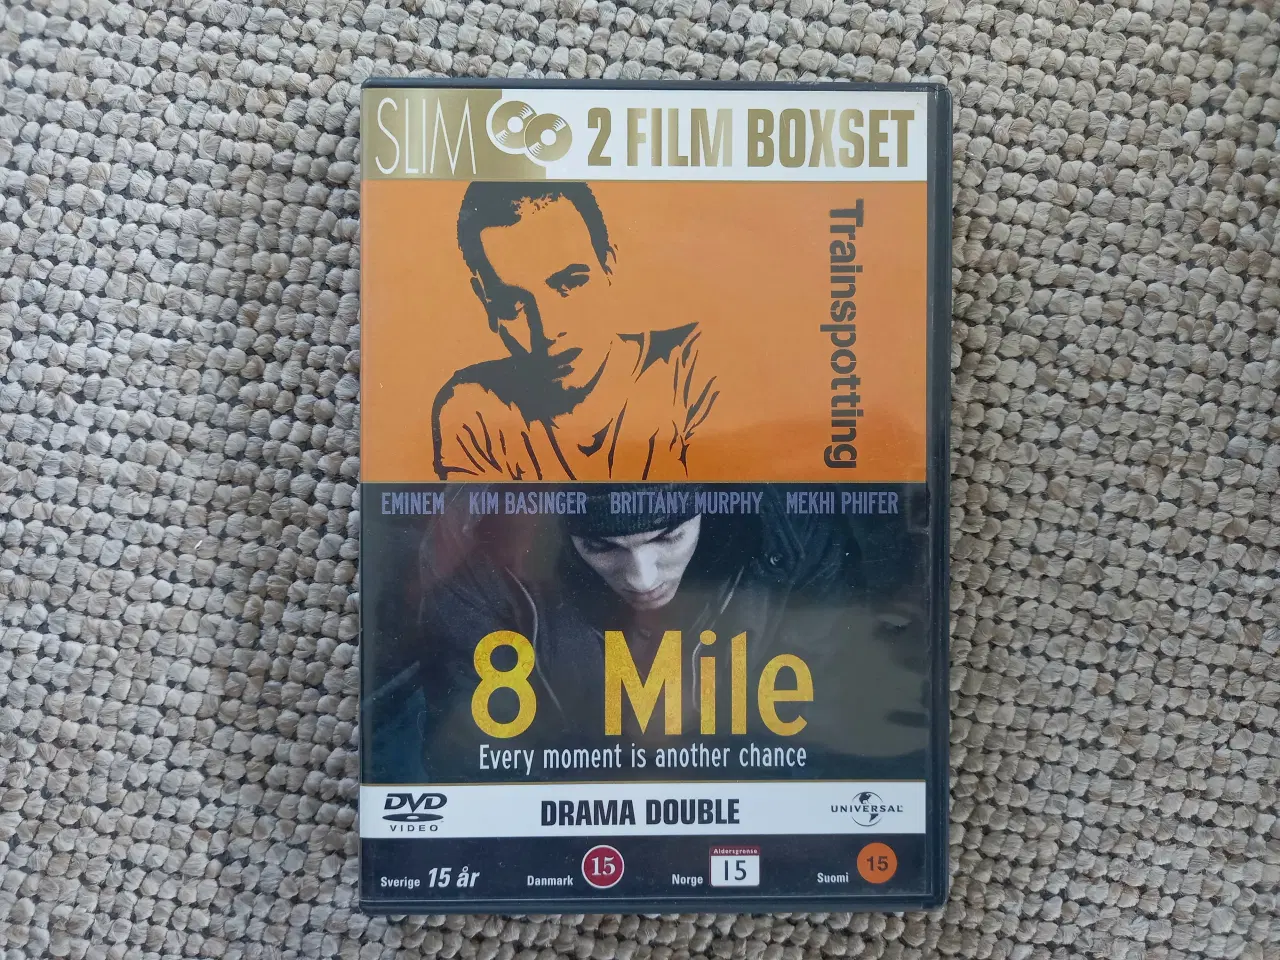 SLIM 2 FILM BOXSET
Trainspotting
EMINEM KIM BASINGER BRITTANY MURPHY MEKHI PHIFER
8 Mile
Every moment is another chance
DVD
VIDEO
DRAMA DOUBLE
UNIVERSAL
Sverige 15 år
Danmark 15
Norge Aldersgrense 15
Suomi 15